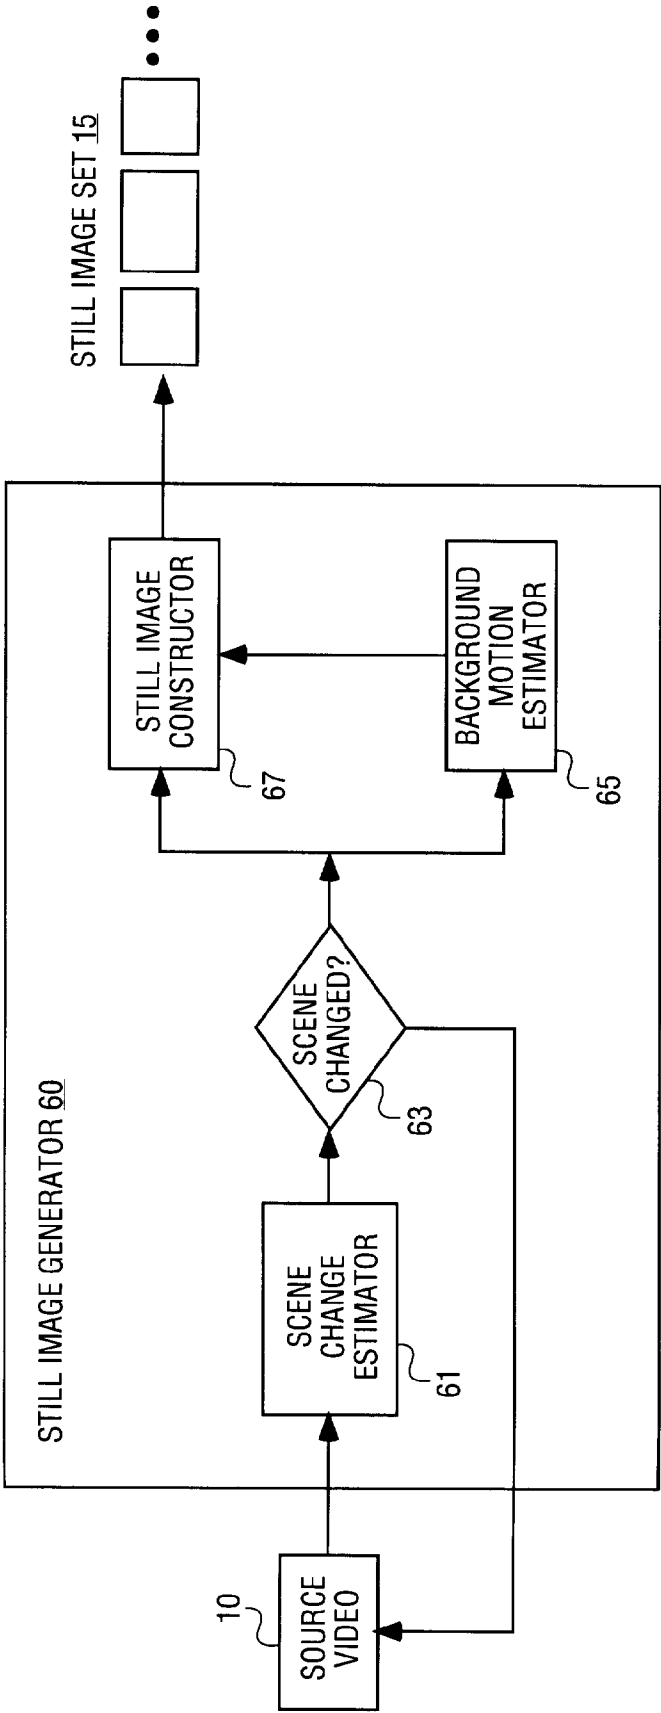 STILL IMAGE GENERATOR 60
10
SOURCE
VIDEO
SCENE
CHANGE
ESTIMATOR
61
SCENE
CHANGED?
63
STILL IMAGE
CONSTRUCTOR
67
BACKGROUND
MOTION
ESTIMATOR
65
STILL IMAGE SET 15